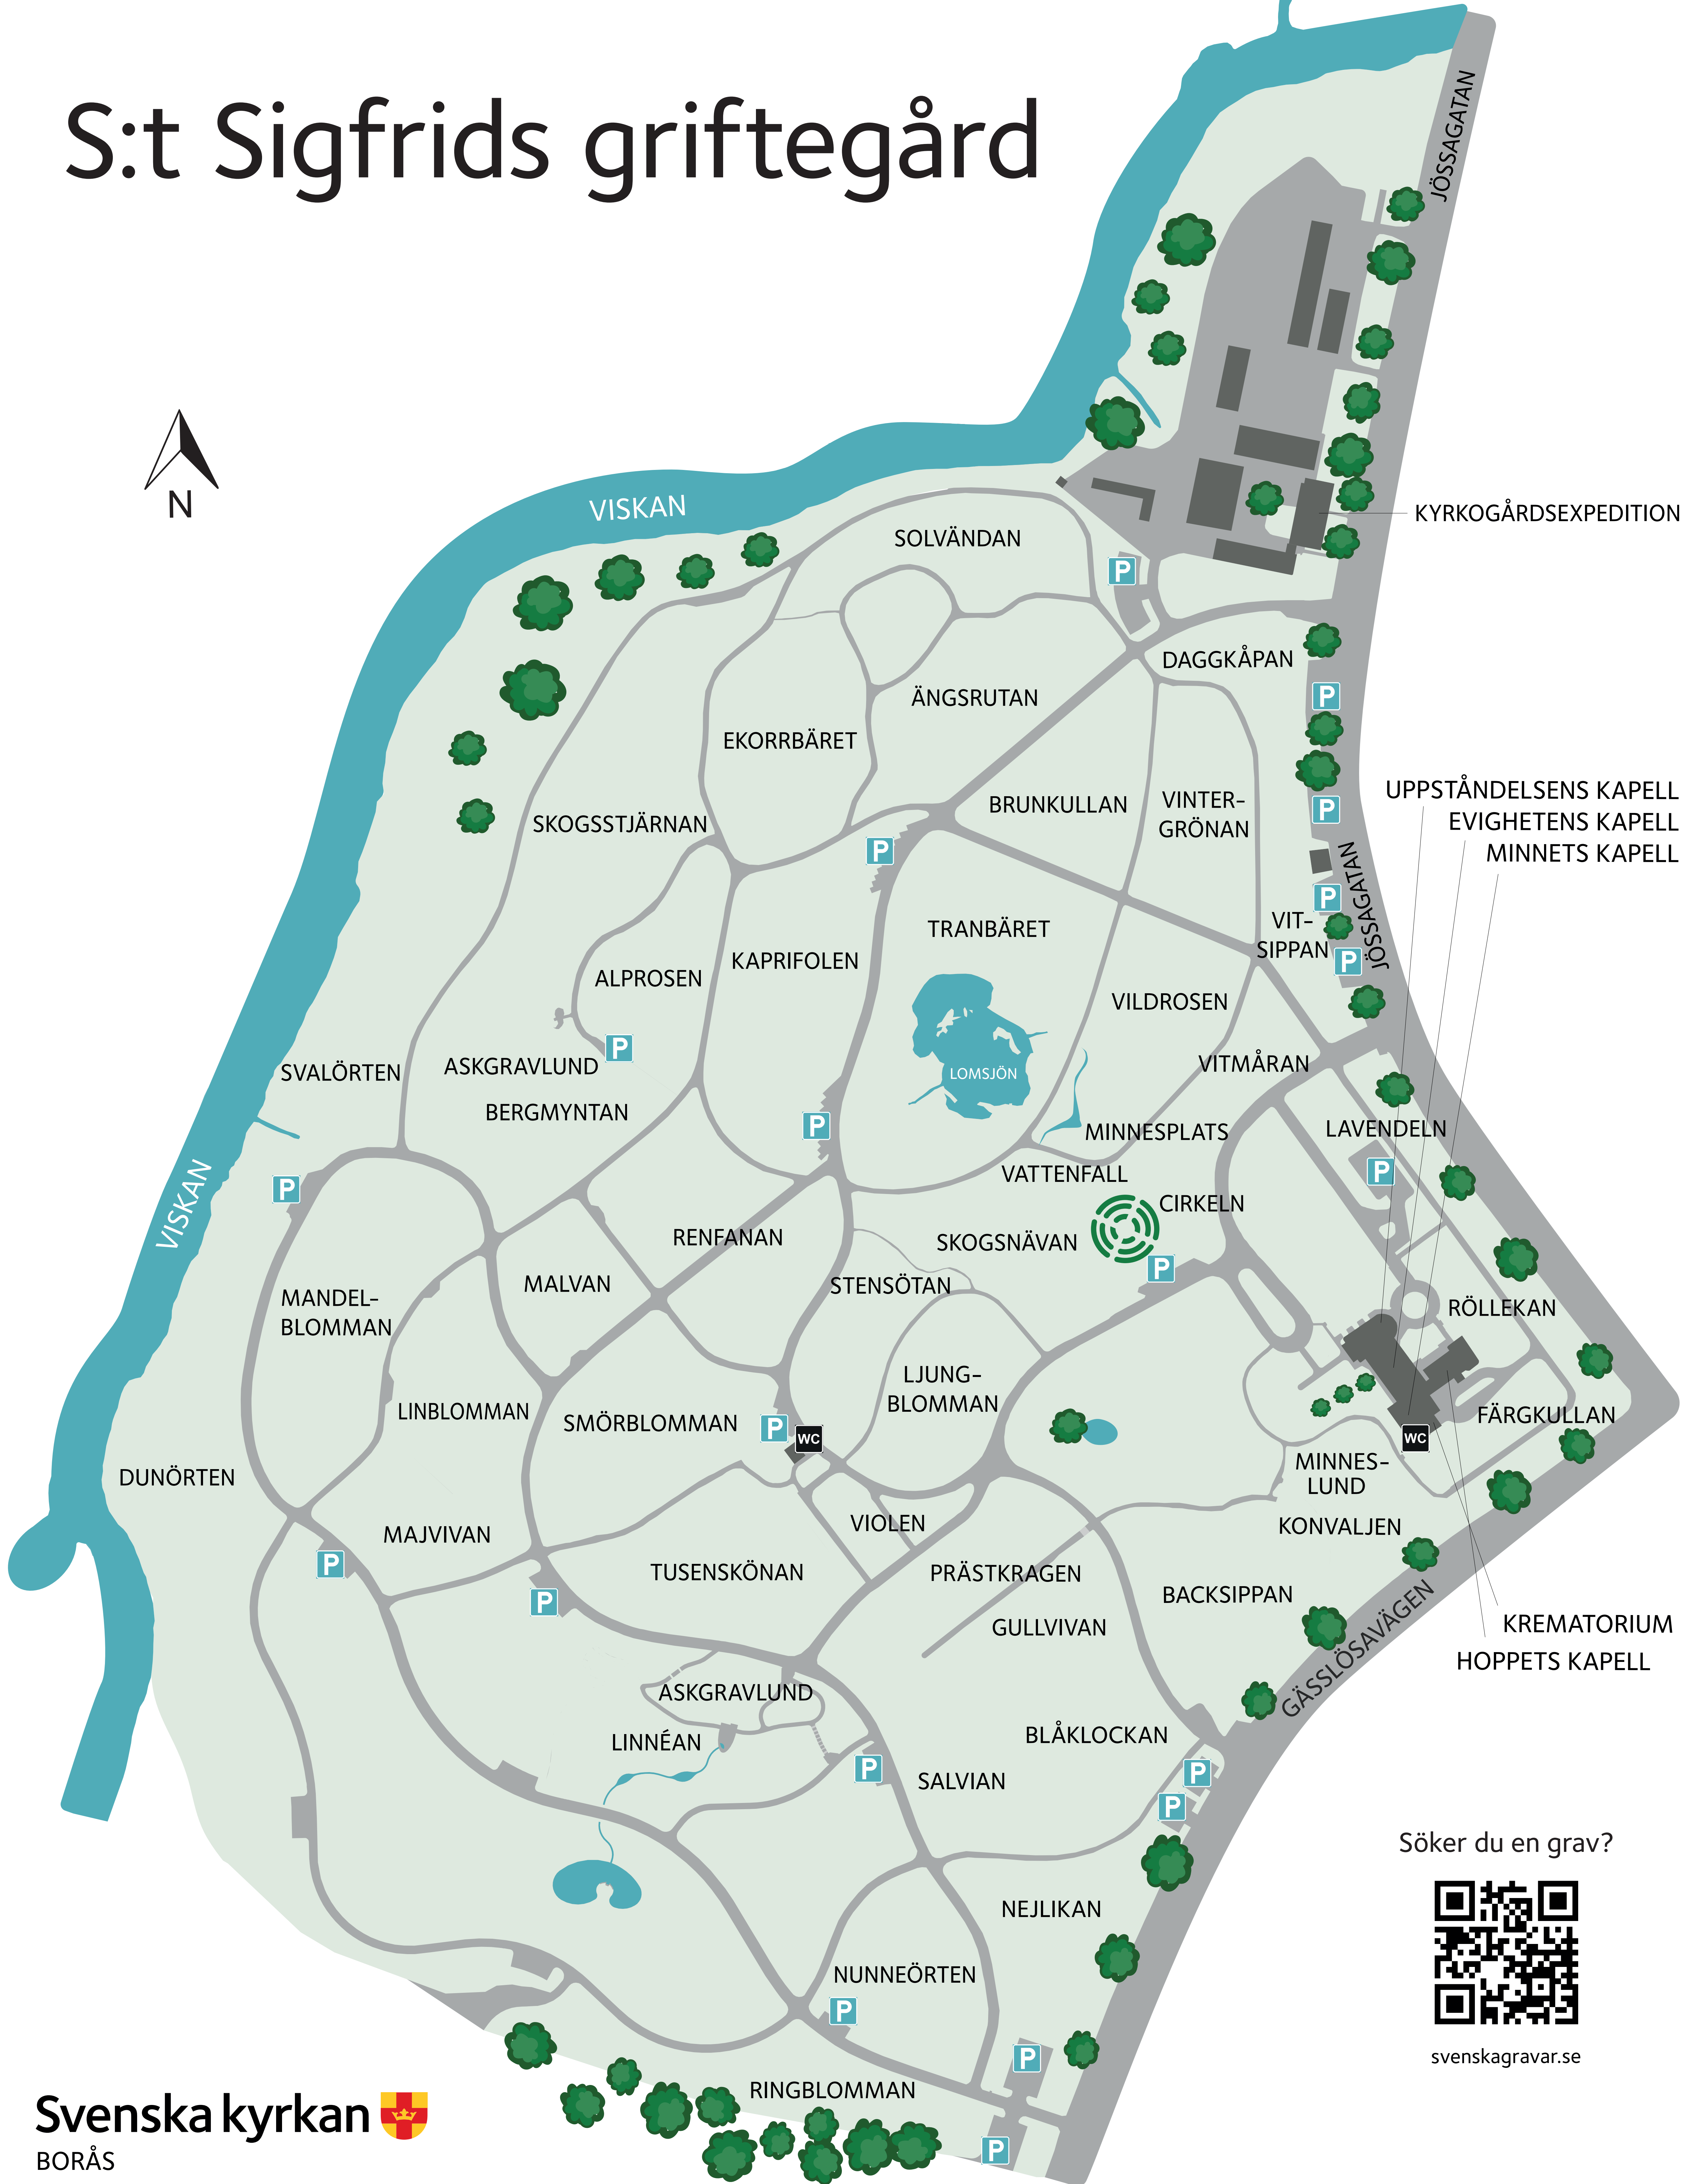 S:t Sigfrids griftegård
JÖSSAGATAN
N
VISKAN
SOLVÄNDAN
KYRKOGÅRDSEXPEDITION
P
DAGGKÅPAN
ÄNGSRUTAN
P
EKORRBÄRET
UPPSTÅNDELSENS KAPELL
EVIGHETENS KAPELL
MINNETS KAPELL
BRUNKULLAN
VINTER-
GRÖNAN
P
SKOGSSTJÄRNAN
P
JÖSSAGATAN
P
TRANBÄRET
VIT-
SIPPAN
P
KAPRIFOLEN
ALPROSEN
VILDROSEN
P
ASKGRAVLUND
SVALÖRTEN
LOMSJÖN
VITMÅRAN
BERGMYNTAN
P
MINNESPLATS
LAVENDELN
P
VATTENFALL
P
VISKAN
CIRKELN
RENFANAN
SKOGSNÄVAN
P
MALVAN
STENSÖTAN
MANDEL-
BLOMMAN
RÖLLEKAN
LJUNG-
BLOMMAN
LINBLOMMAN
SMÖRBLOMMAN
P
WC
FÄRGKULLAN
WC
DUNÖRTEN
MINNES-
LUND
VIOLEN
KONVALJEN
MAJVIVAN
P
TUSENSKÖNAN
PRÄSTKRAGEN
P
BACKSIPPAN
GULLVIVAN
GÄSSLÖSAVÄGEN
KREMATORIUM
HOPPETS KAPELL
ASKGRAVLUND
LINNÉAN
BLÅKLOCKAN
P
SALVIAN
P
P
Söker du en grav?
NEJLIKAN
NUNNEÖRTEN
P
svenskagravar.se
P
RINGBLOMMAN
P
Svenska kyrkan
BORÅS